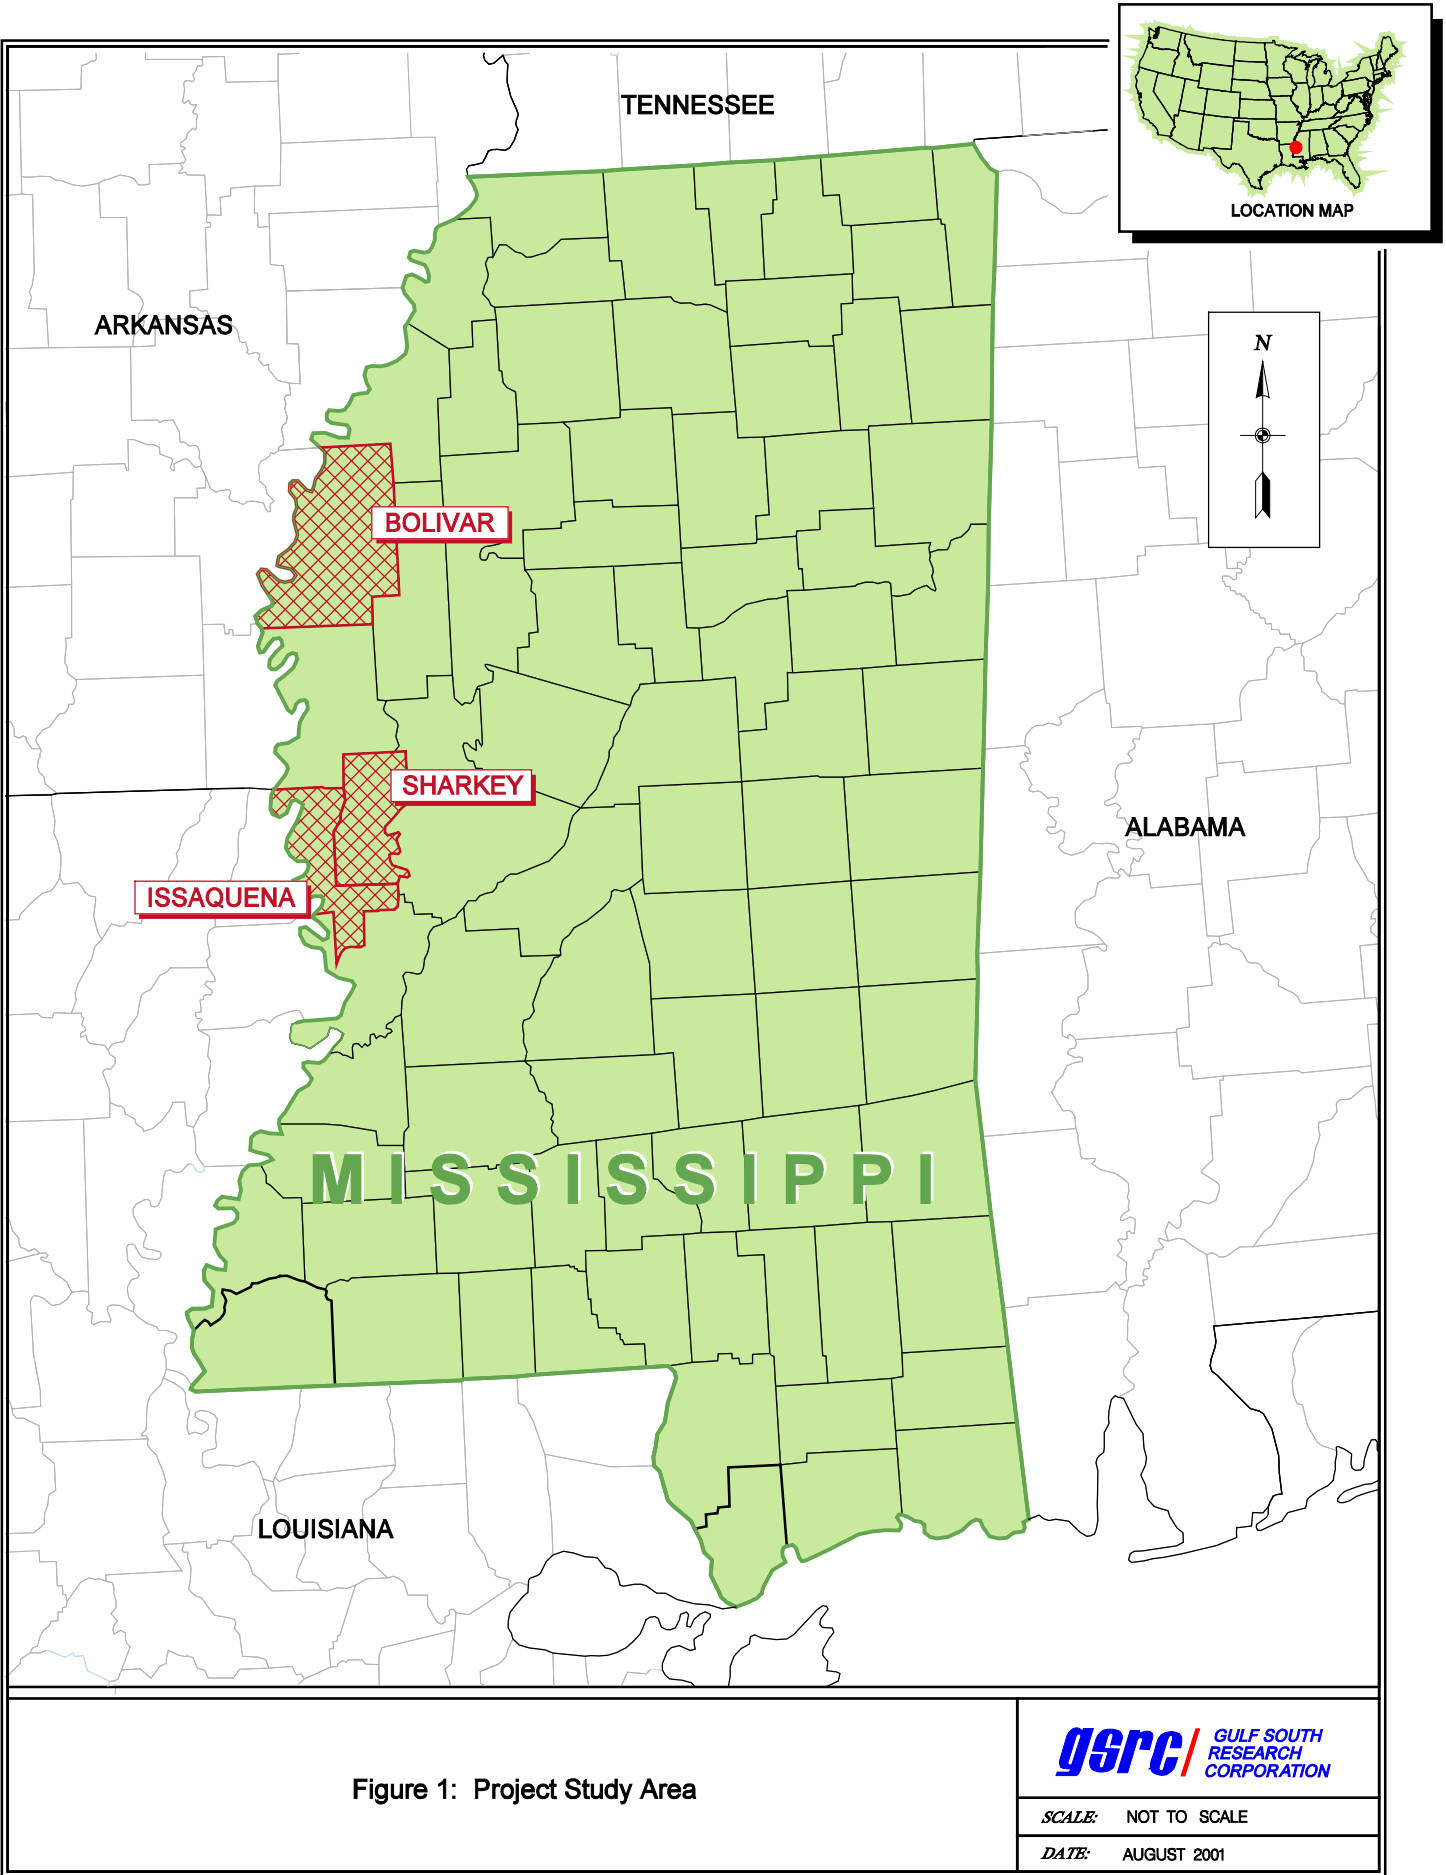 TENNESSEE
LOCATION MAP
ARKANSAS
N
BOLIVAR
SHARKEY
ALABAMA
ISSAQUENA
MISSISSIPPI
LOUISIANA
Figure 1: Project Study Area
gsrc/
GULF SOUTH
RESEARCH
CORPORATION
SCALE: NOT TO SCALE
DATE: AUGUST 2001